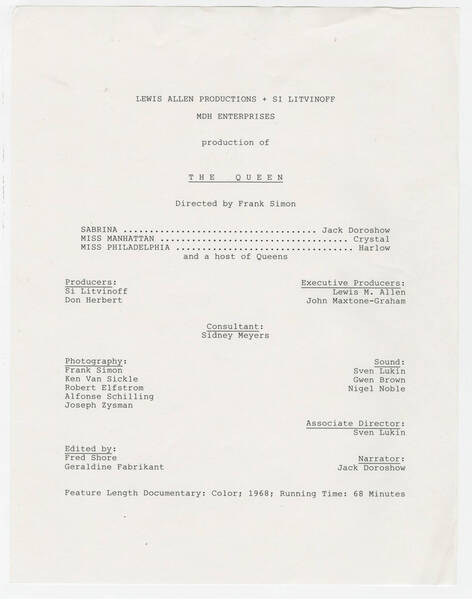 LEWIS ALLEN PRODUCTIONS + SI LITVINOFF
MDH ENTERPRISES
production of
THE QUEEN
Directed by Frank Simon
SABRINA ..................................... Jack Doroshow
MISS MANHATTAN .................................... Crystal
MISS PHILADELPHIA .................................. Harlow
and a host of Queens
Producers:
Si Litvinoff
Don Herbert
Executive Producers:
Lewis M. Allen
John Maxtone-Graham
Consultant:
Sidney Meyers
Photography:
Frank Simon
Ken Van Sickle
Robert Elfstrom
Alfonse Schilling
Joseph Zysman
Sound:
Sven Lukin
Gwen Brown
Nigel Noble
Associate Director:
Sven Lukin
Edited by:
Fred Shore
Geraldine Fabrikant
Narrator:
Jack Doroshow
Feature Length Documentary: Color; 1968; Running Time: 68 Minutes